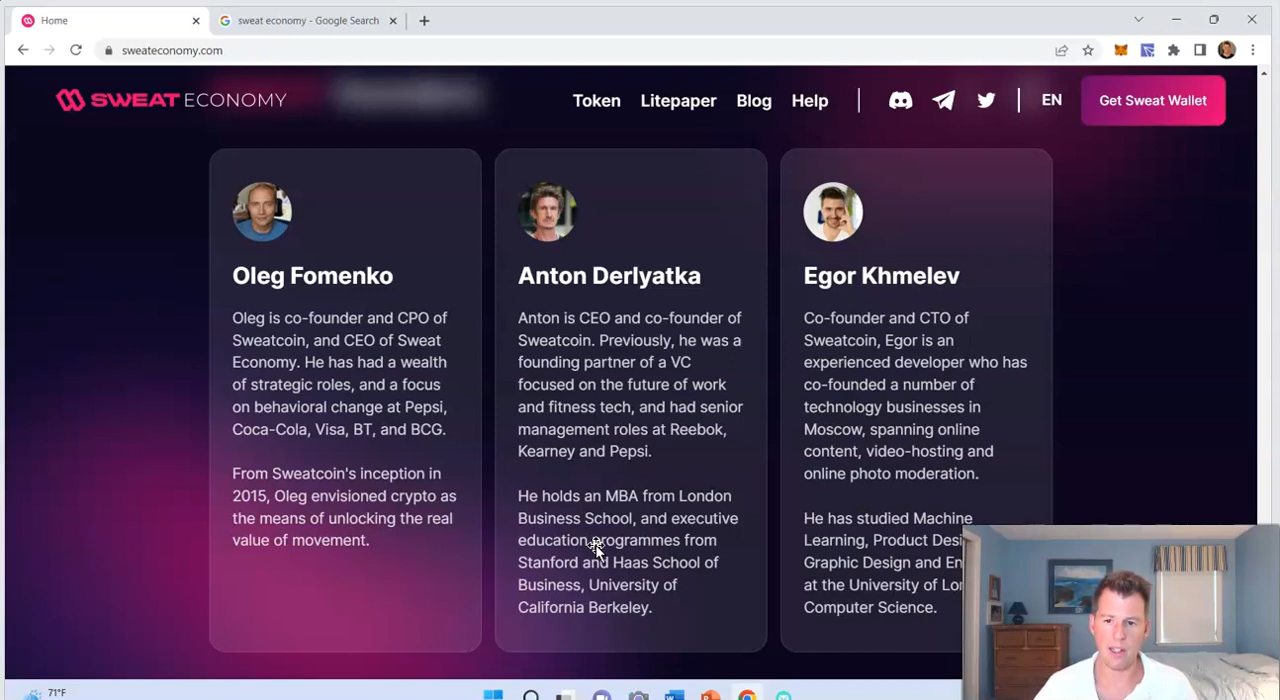 Home
sweat economy - Google Search
sweateconomy.com
SWEAT ECONOMY
Token
Litepaper
Blog
Help
EN
Get Sweat Wallet
Oleg Fomenko
Oleg is co-founder and CPO of
Sweatcoin, and CEO of Sweat
Economy. He has had a wealth
of strategic roles, and a focus
on behavioral change at Pepsi,
Coca-Cola, Visa, BT, and BCG.
From Sweatcoin's inception in
2015, Oleg envisioned crypto as
the means of unlocking the real
value of movement.
Anton Derlyatka
Anton is CEO and co-founder of
Sweatcoin. Previously, he was a
founding partner of a VC
focused on the future of work
and fitness tech, and had senior
management roles at Reebok,
Kearney and Pepsi.
He holds an MBA from London
Business School, and executive
education programmes from
Stanford and Haas School of
Business, University of
California Berkeley.
Egor Khmelev
Co-founder and CTO of
Sweatcoin, Egor is an
experienced developer who has
co-founded a number of
technology businesses in
Moscow, spanning online
content, video-hosting and
online photo moderation.
He has studied Machine
Learning, Product
Graphic Design and
at the University of
Computer Science.
71°F